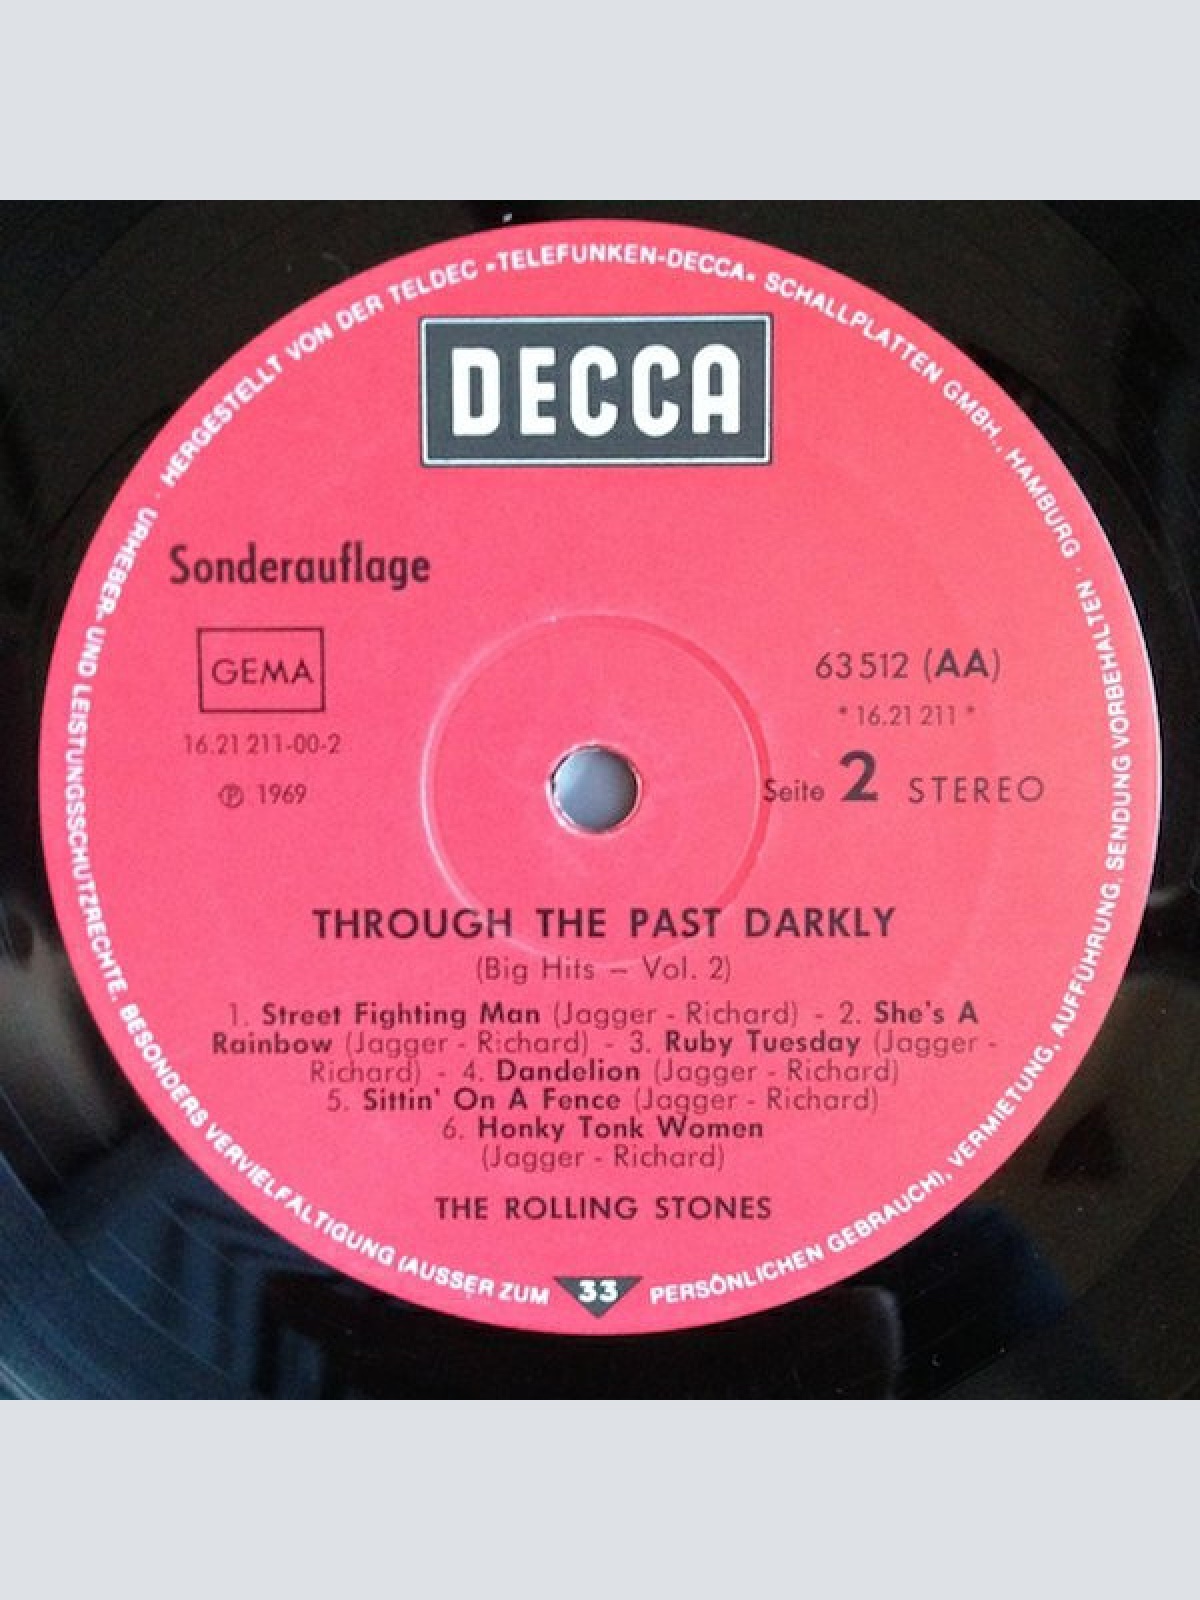 HERGESTELLT VON DER TELDEC »TELEFUNKEN-DECCA« SCHALLPLATTEN GMBH., HAMBURG · URHEBER- UND LEISTUNGSSCHUTZRECHTE, BESONDERS VERVIELFÄLTIGUNG (AUSSER ZUM PERSÖNLICHEN GEBRAUCH), VERMIETUNG, AUFFÜHRUNG, SENDUNG VORBEHALTEN ·
DECCA
Sonderauflage
GEMA
16.21 211-00-2
℗ 1969
63 512 (AA)
* 16.21 211 *
Seite 2 STEREO
THROUGH THE PAST DARKLY
(Big Hits – Vol. 2)
1. Street Fighting Man (Jagger - Richard) - 2. She's A
Rainbow (Jagger - Richard) - 3. Ruby Tuesday (Jagger -
Richard) - 4. Dandelion (Jagger - Richard)
5. Sittin' On A Fence (Jagger - Richard)
6. Honky Tonk Women
(Jagger - Richard)
THE ROLLING STONES
33